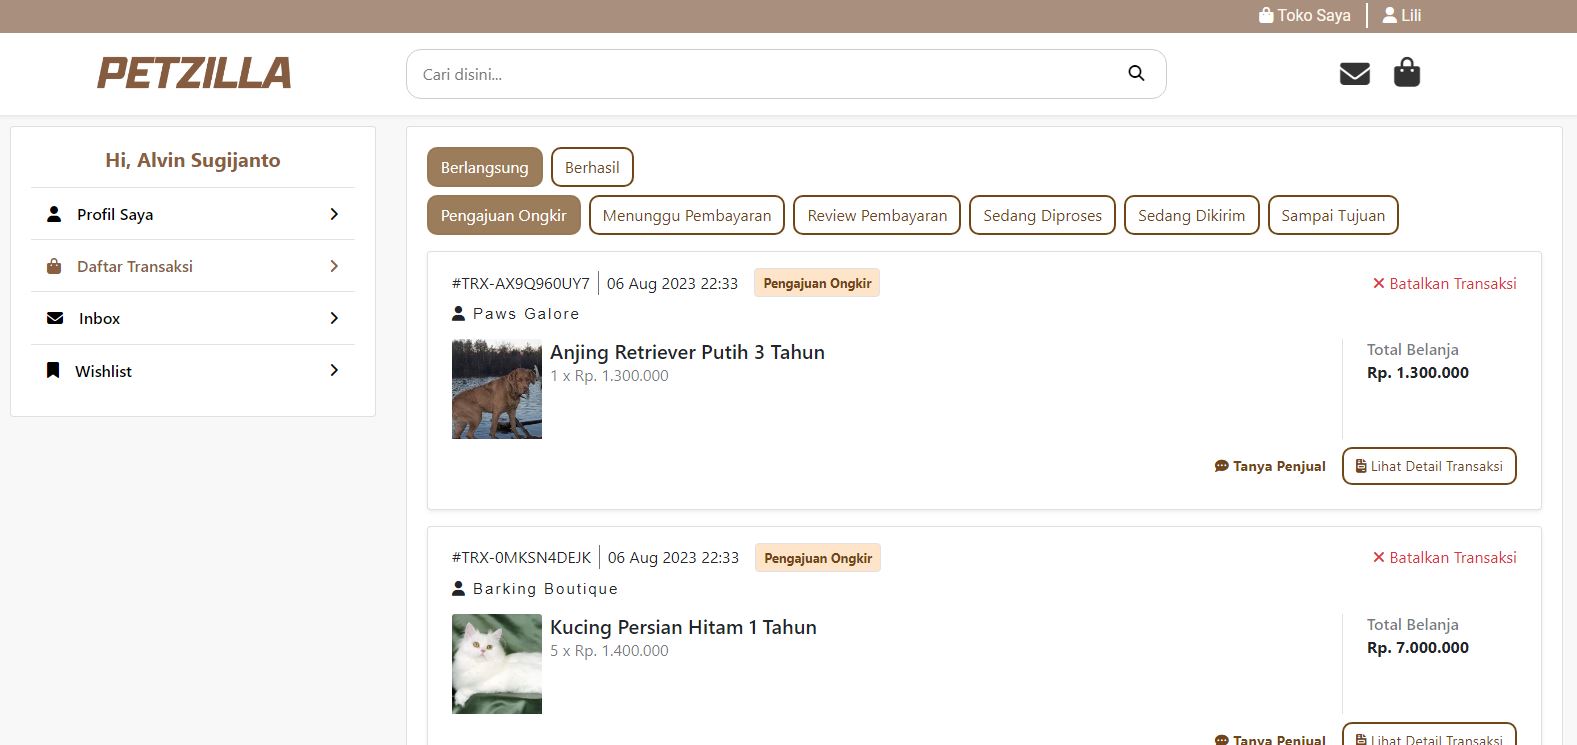 Toko Saya Lili
PETZILLA
Cari disini...
Hi, Alvin Sugijanto
Profil Saya
Daftar Transaksi
Inbox
Wishlist
Berlangsung Berhasil
Pengajuan Ongkir Menunggu Pembayaran Review Pembayaran Sedang Diproses Sedang Dikirim Sampai Tujuan
#TRX-AX9Q960UY7 06 Aug 2023 22:33 Pengajuan Ongkir Batalkan Transaksi
Paws Galore
Anjing Retriever Putih 3 Tahun
1 x Rp. 1.300.000
Total Belanja
Rp. 1.300.000
Tanya Penjual Lihat Detail Transaksi
#TRX-0MKSN4DEJK 06 Aug 2023 22:33 Pengajuan Ongkir Batalkan Transaksi
Barking Boutique
Kucing Persian Hitam 1 Tahun
5 x Rp. 1.400.000
Total Belanja
Rp. 7.000.000
Tanya Penjual Lihat Detail Transaksi